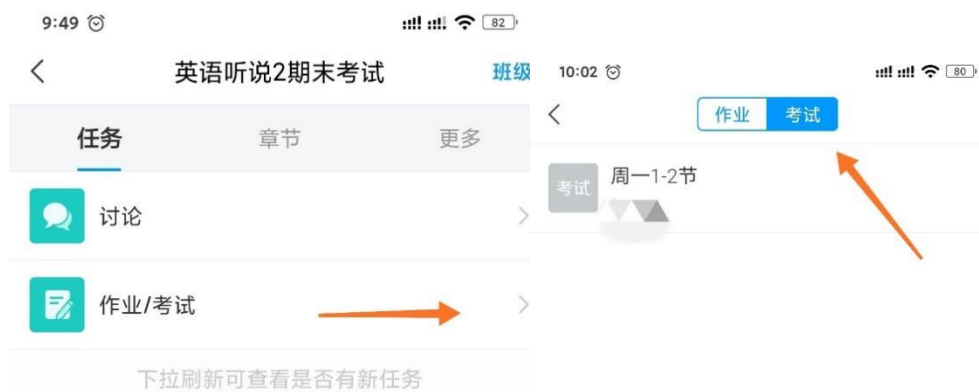 9:49
82
英语听说2期末考试
班级
任务
章节
更多
讨论
作业/考试
下拉刷新可查看是否有新任务
10:02
80
作业
考试
考试
周一1-2节